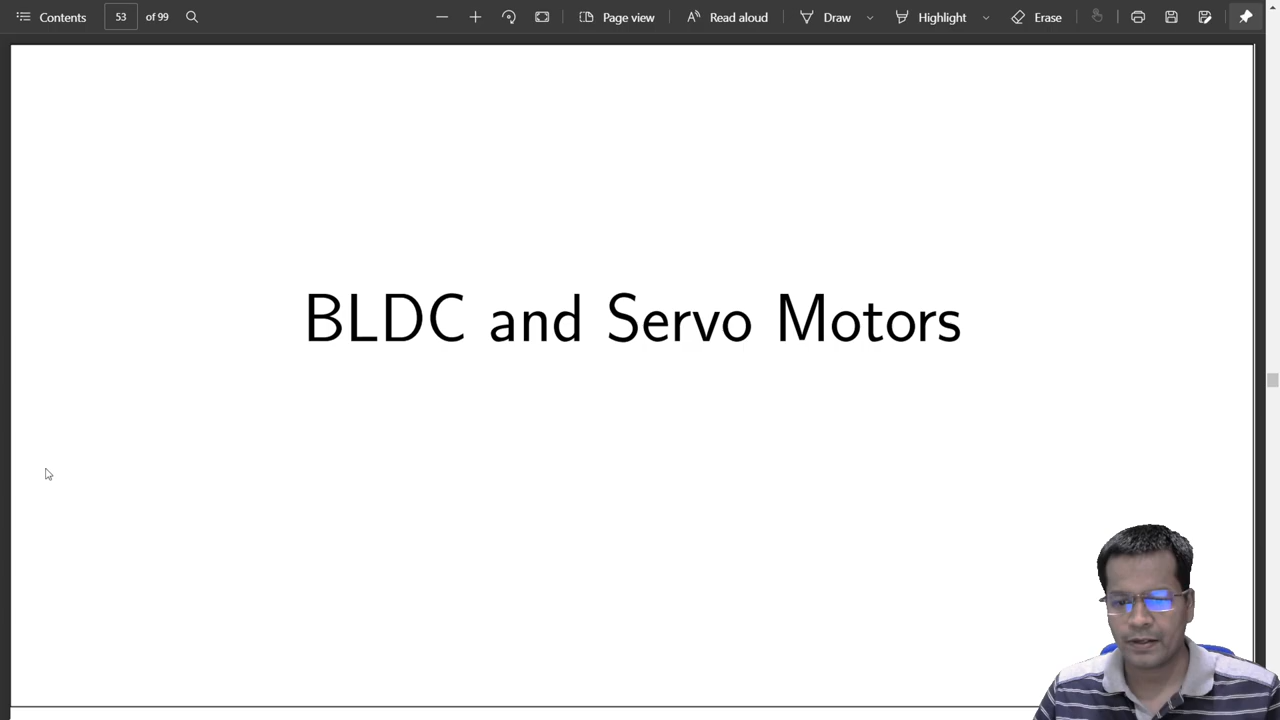 Contents 53 of 99 Page view Read aloud Draw Highlight Erase
BLDC and Servo Motors